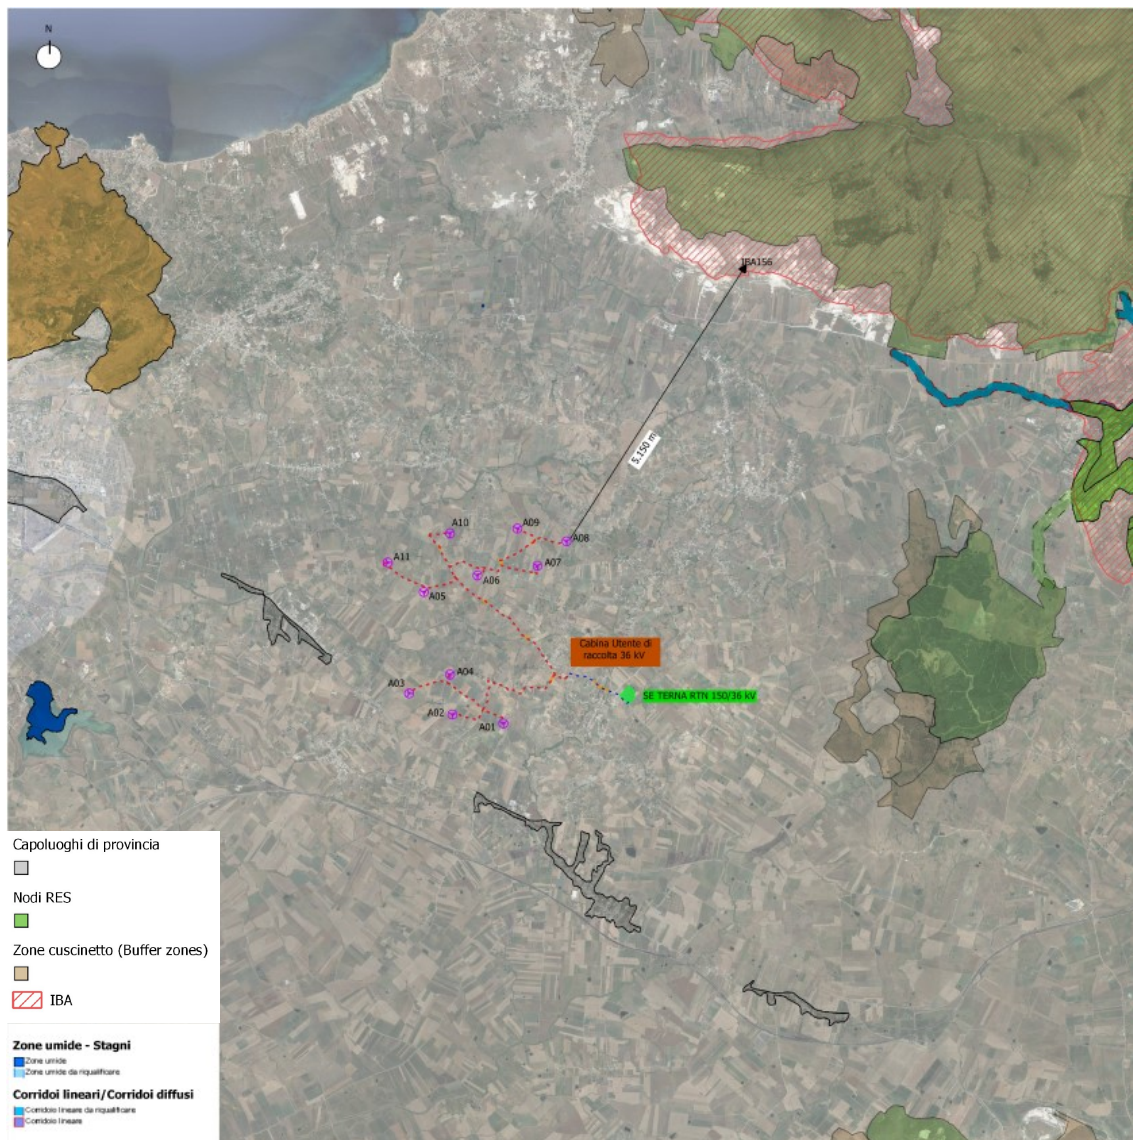 N
IBA156
5.150 m
A10
A09
A08
A11
A07
A06
A05
Cabina Utente di
raccolta 36 kV
A04
A03
SE TERNA RTN 150/36 kV
A02
A01
Capoluoghi di provincia
Nodi RES
Zone cuscinetto (Buffer zones)
IBA
Zone umide - Stagni
Zone umide
Zone umide da riqualificare
Corridoi lineari/Corridoi diffusi
Corridoio lineare da riqualificare
Corridoio lineare